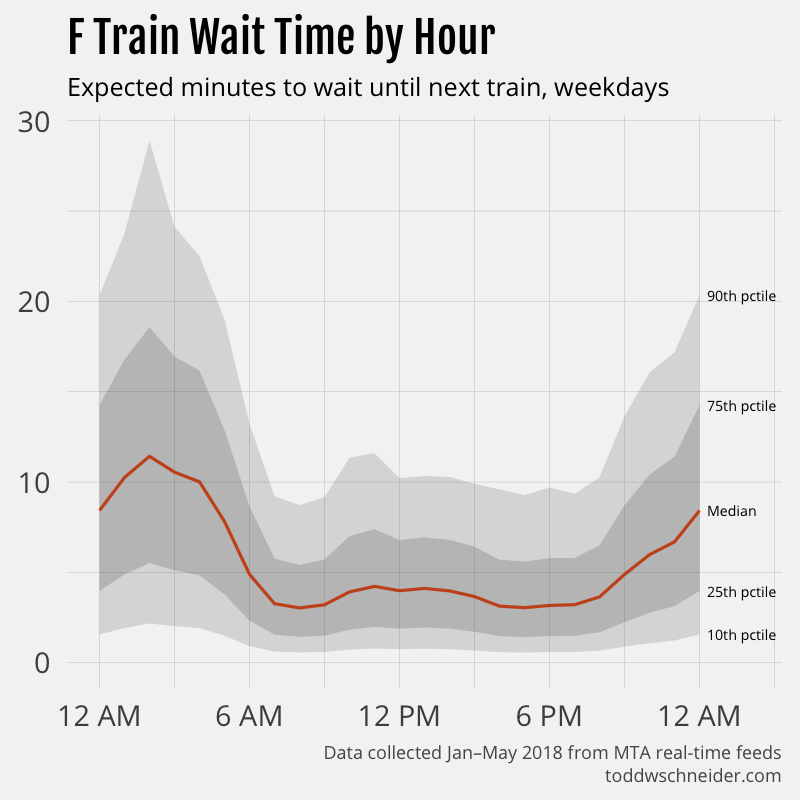 F Train Wait Time by Hour
Expected minutes to wait until next train, weekdays
30
20
10
0
90th pctile
75th pctile
Median
25th pctile
10th pctile
12 AM 6 AM 12 PM 6 PM 12 AM
Data collected Jan–May 2018 from MTA real-time feeds
toddwschneider.com